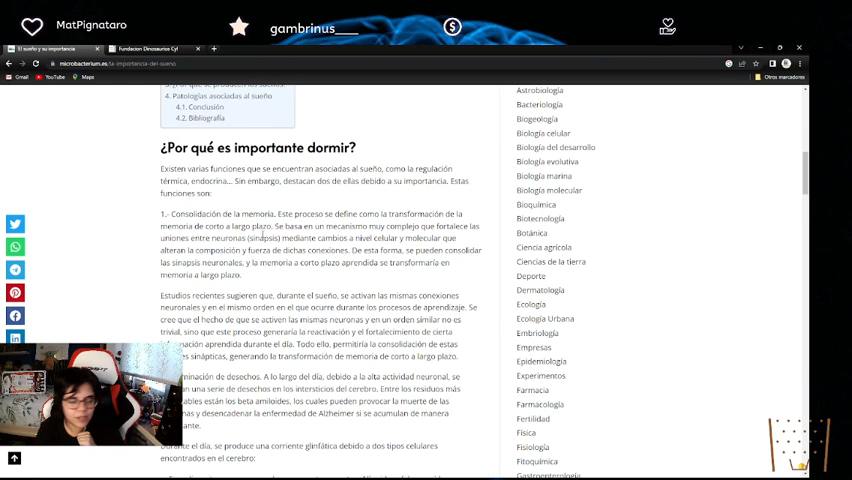 MatPignataro
gambrinus____
El sueño y su importancia
Fundacion Dinosaurios Cyl
microbacterium.es/la-importancia-del-sueno
Gmail
YouTube
Maps
Otros marcadores
4. Patologías asociadas al sueño
4.1. Conclusión
4.2. Bibliografía
¿Por qué es importante dormir?
Existen varias funciones que se encuentran asociadas al sueño, como la regulación
térmica, endocrina... Sin embargo, destacan dos de ellas debido a su importancia. Estas
funciones son:
1.- Consolidación de la memoria. Este proceso se define como la transformación de la
memoria de corto a largo plazo. Se basa en un mecanismo muy complejo que fortalece las
uniones entre neuronas (sinapsis) mediante cambios a nivel celular y molecular que
alteran la composición y fuerza de dichas conexiones. De esta forma, se pueden consolidar
las sinapsis neuronales, y la memoria a corto plazo aprendida se transformaría en
memoria a largo plazo.
Estudios recientes sugieren que, durante el sueño, se activan las mismas conexiones
neuronales y en el mismo orden en el que ocurre durante los procesos de aprendizaje. Se
cree que el hecho de que se activen las mismas neuronas y en un orden similar no es
trivial, sino que este proceso generaría la reactivación y el fortalecimiento de cierta
aprendida durante el día. Todo ello, permitiría la consolidación de estas
sinápticas, generando la transformación de memoria de corto a largo plazo.
de desechos. A lo largo del día, debido a la alta actividad neuronal, se
una serie de desechos en los intersticios del cerebro. Entre los residuos más
están los beta amiloides, los cuales pueden provocar la muerte de las
y desencadenar la enfermedad de Alzheimer si se acumulan de manera
Durante el día, se produce una corriente glinfática debido a dos tipos celulares
encontrados en el cerebro:
Astrobiología
Bacteriología
Biogeología
Biología celular
Biología del desarrollo
Biología evolutiva
Biología marina
Biología molecular
Bioquímica
Biotecnología
Botánica
Ciencia agrícola
Ciencias de la tierra
Deporte
Dermatología
Ecología
Ecología Urbana
Embriología
Empresas
Epidemiología
Experimentos
Farmacia
Farmacología
Fertilidad
Física
Fisiología
Fitoquímica
Gastroenterología